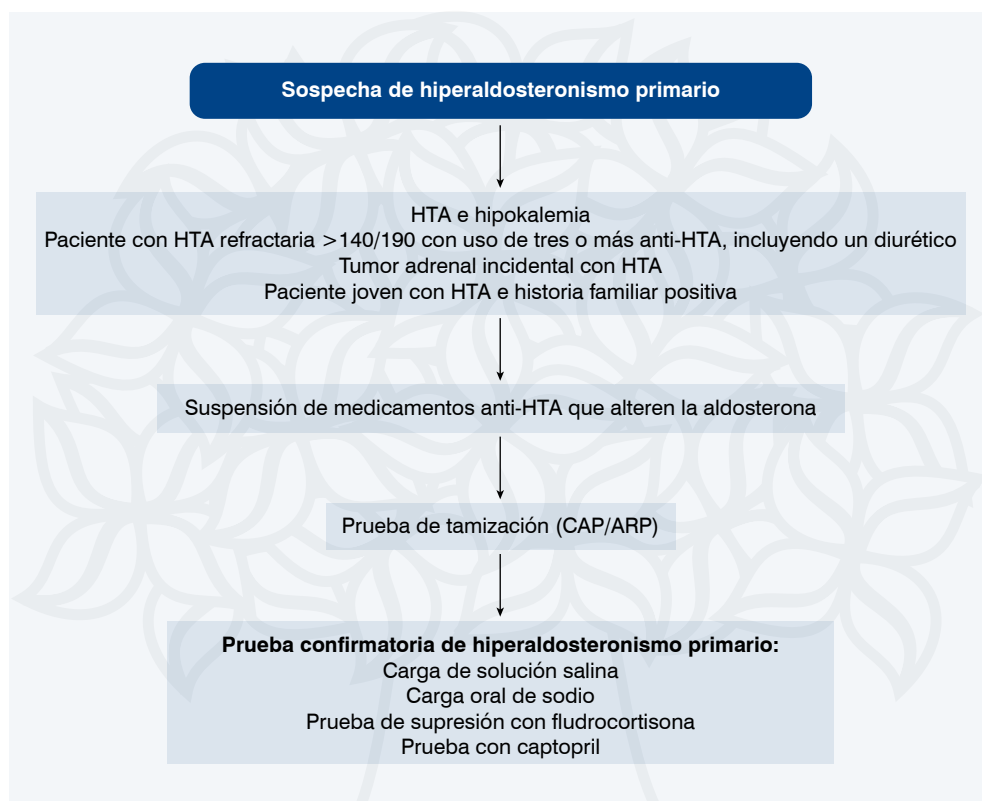 Sospecha de hiperaldosteronismo primario
HTA e hipokalemia
Paciente con HTA refractaria >140/190 con uso de tres o más anti-HTA, incluyendo un diurético
Tumor adrenal incidental con HTA
Paciente joven con HTA e historia familiar positiva
Suspensión de medicamentos anti-HTA que alteren la aldosterona
Prueba de tamización (CAP/ARP)
Prueba confirmatoria de hiperaldosteronismo primario:
Carga de solución salina
Carga oral de sodio
Prueba de supresión con fludrocortisona
Prueba con captopril